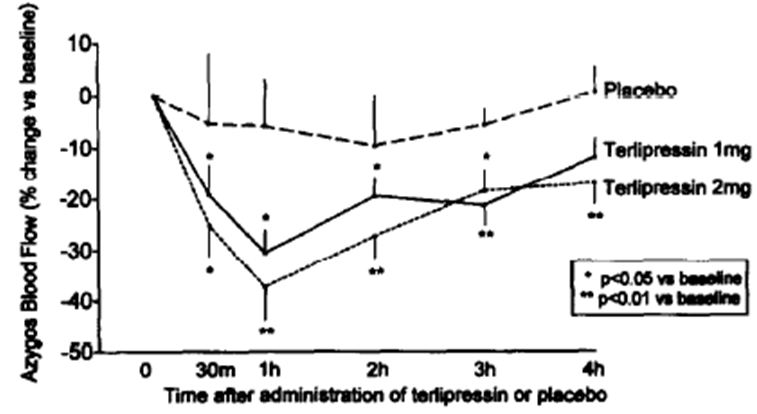 Azygos Blood Flow (% change vs baseline)
10
0
-10
-20
-30
-40
-50
Placebo
Terlipressin 1mg
Terlipressin 2mg
*
*
*
*
*
**
**
**
**
* p<0.05 vs baseline
** p<0.01 vs baseline
0 30m 1h 2h 3h 4h
Time after administration of terlipressin or placebo